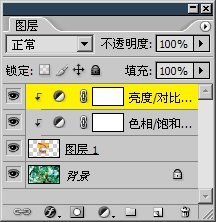 图层
正常 不透明度: 100%
锁定: 填充: 100%
亮度/对比...
色相/饱和...
图层 1
背景